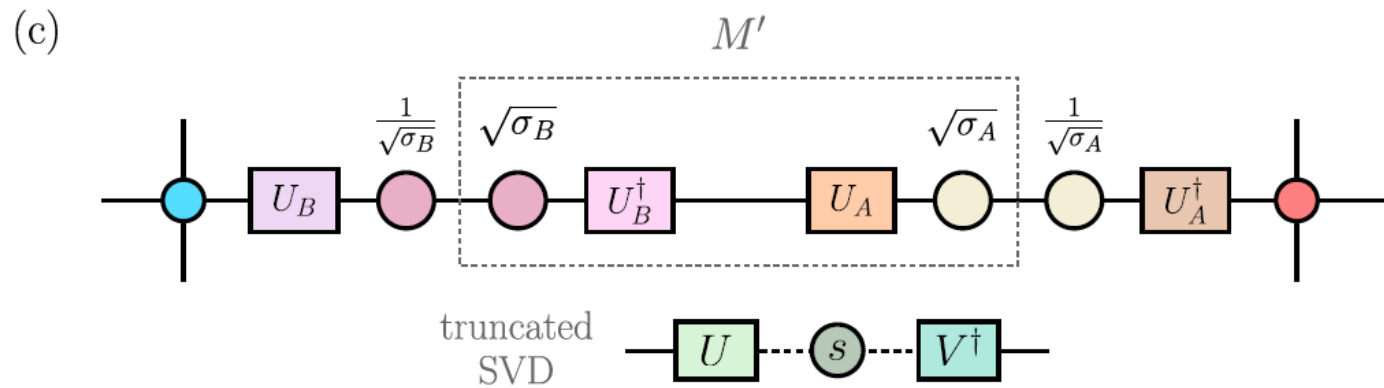 (c)
M′
1/√σ_B √σ_B √σ_A 1/√σ_A
U_B U_B† U_A U_A†
truncated
SVD
U s V†